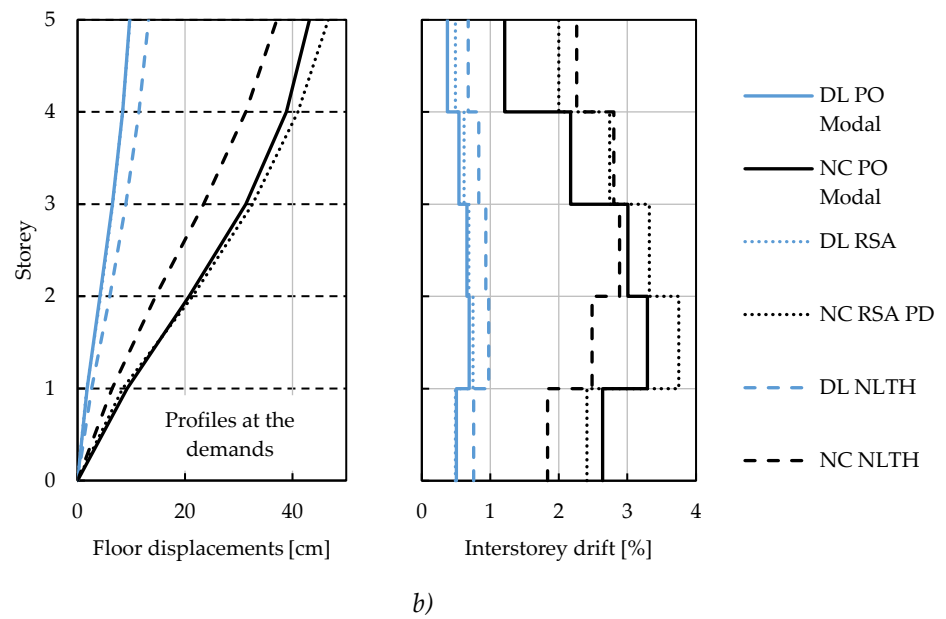 5
4
3
2
1
0
Storey
Profiles at the
demands
0
20
40
Floor displacements [cm]
0
1
2
3
4
Interstorey drift [%]
DL PO
Modal
NC PO
Modal
DL RSA
NC RSA PD
DL NLTH
NC NLTH
b)